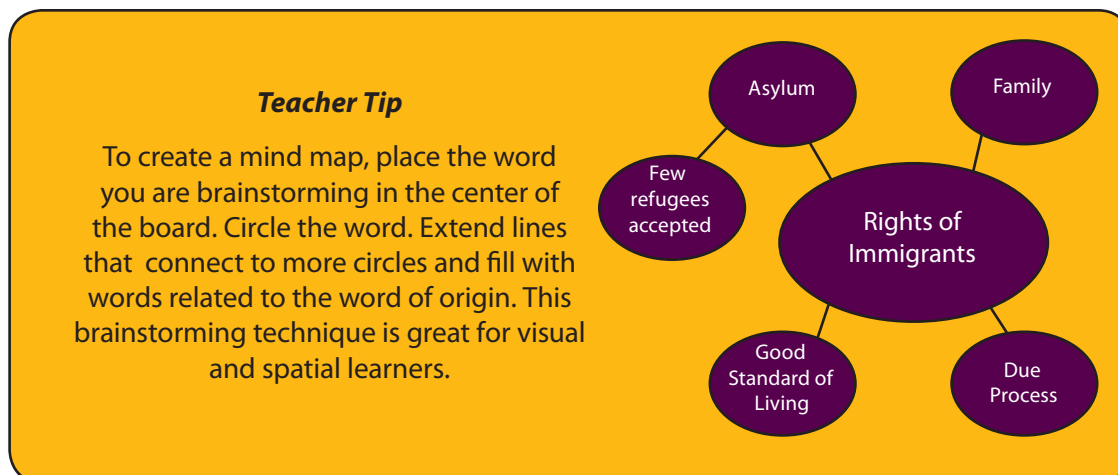 Teacher Tip
To create a mind map, place the word
you are brainstorming in the center of
the board. Circle the word. Extend lines
that connect to more circles and fill with
words related to the word of origin. This
brainstorming technique is great for visual
and spatial learners.
Asylum
Family
Few
refugees
accepted
Rights of
Immigrants
Good
Standard of
Living
Due
Process